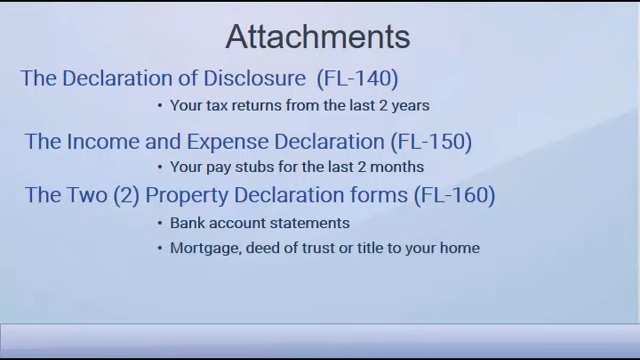 Attachments
The Declaration of Disclosure (FL-140)
• Your tax returns from the last 2 years
The Income and Expense Declaration (FL-150)
• Your pay stubs for the last 2 months
The Two (2) Property Declaration forms (FL-160)
• Bank account statements
• Mortgage, deed of trust or title to your home